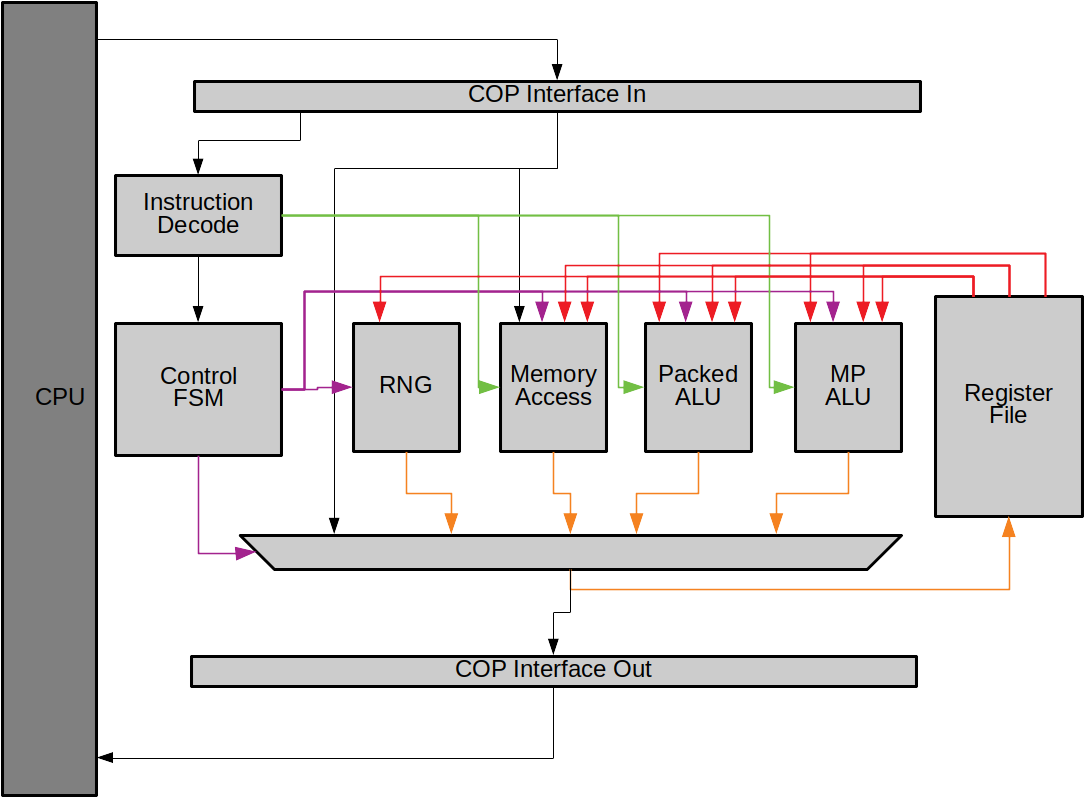 COP Interface In
Instruction
Decode
CPU
Control
FSM
RNG
Memory
Access
Packed
ALU
MP
ALU
Register
File
COP Interface Out